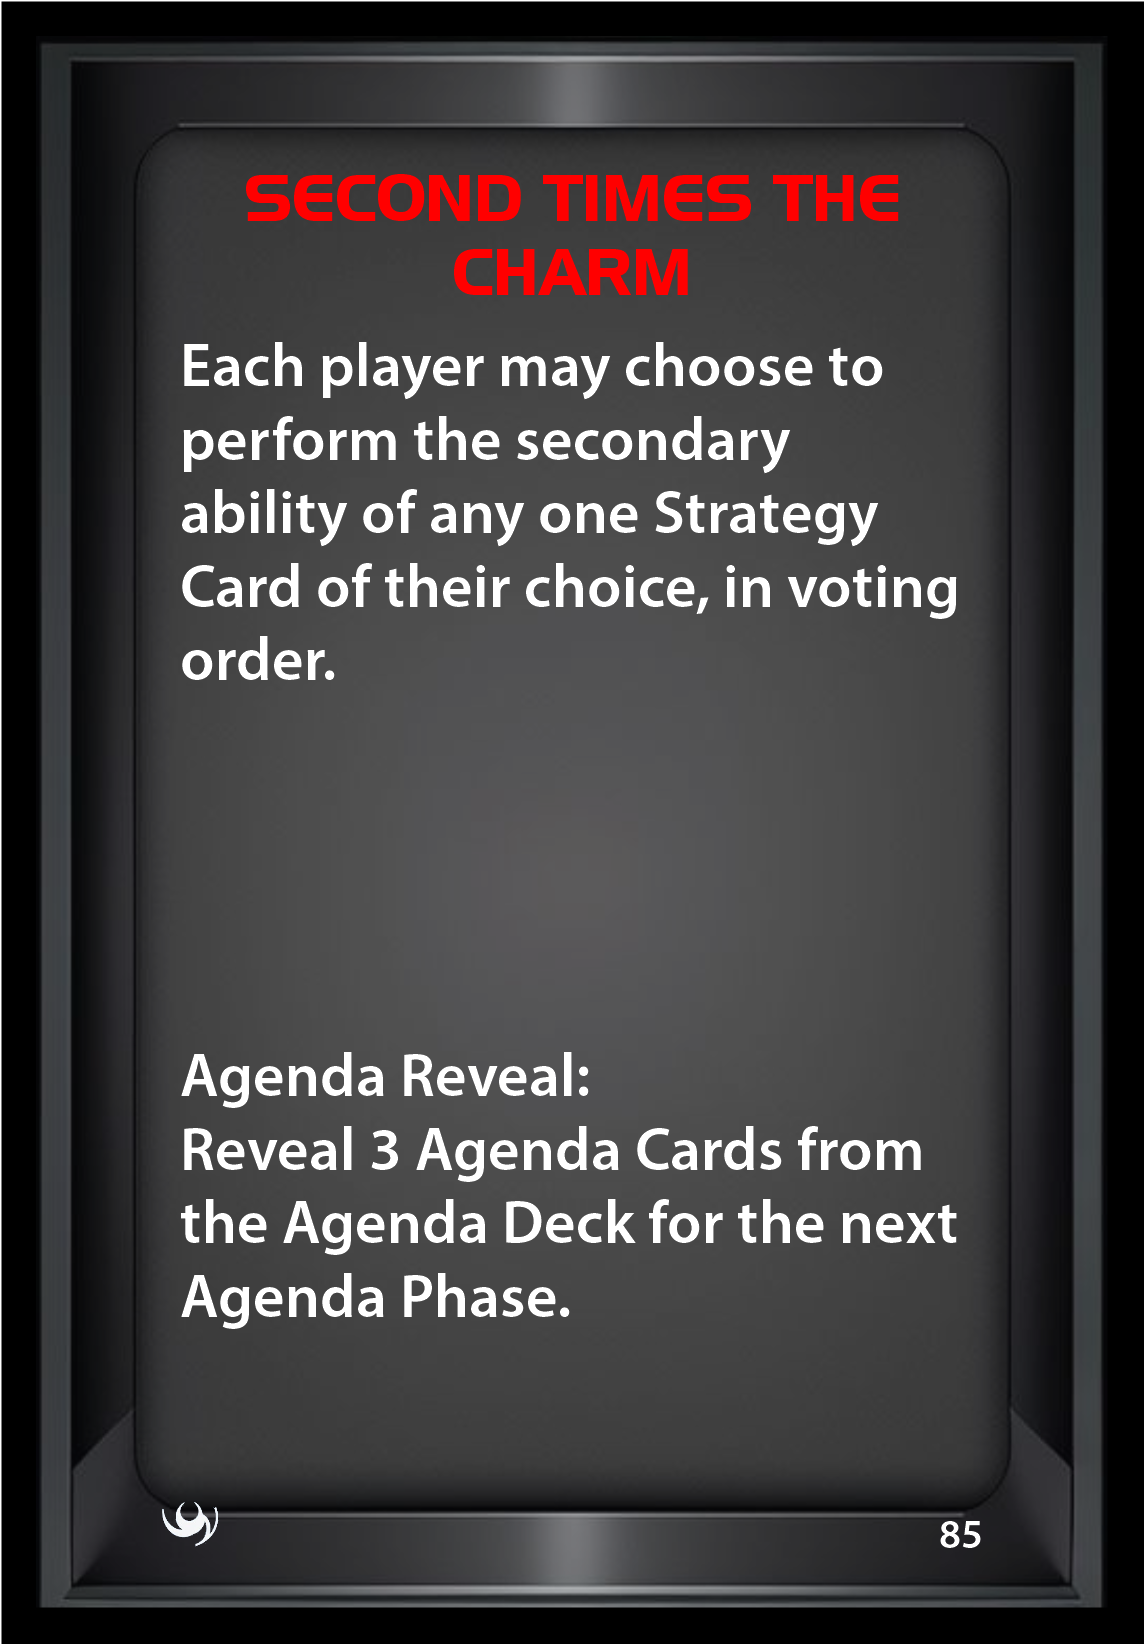 SECOND TIMES THE
CHARM
Each player may choose to
perform the secondary
ability of any one Strategy
Card of their choice, in voting
order.
Agenda Reveal:
Reveal 3 Agenda Cards from
the Agenda Deck for the next
Agenda Phase.
85